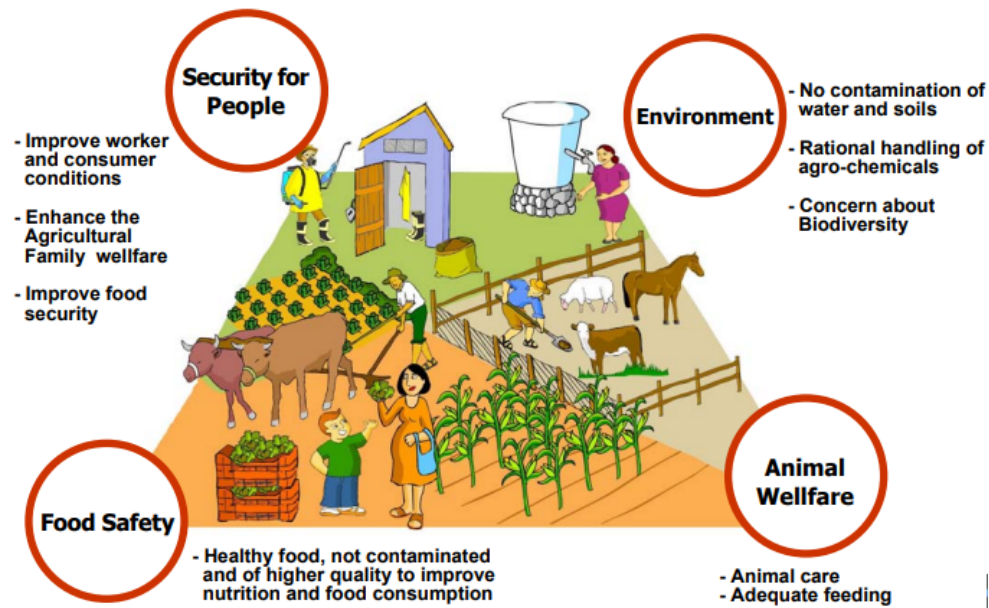 Security for
People
- Improve worker
and consumer
conditions
- Enhance the
Agricultural
Family wellfare
- Improve food
security
Environment
- No contamination of
water and soils
- Rational handling of
agro-chemicals
- Concern about
Biodiversity
Food Safety
- Healthy food, not contaminated
and of higher quality to improve
nutrition and food consumption
Animal
Wellfare
- Animal care
- Adequate feeding